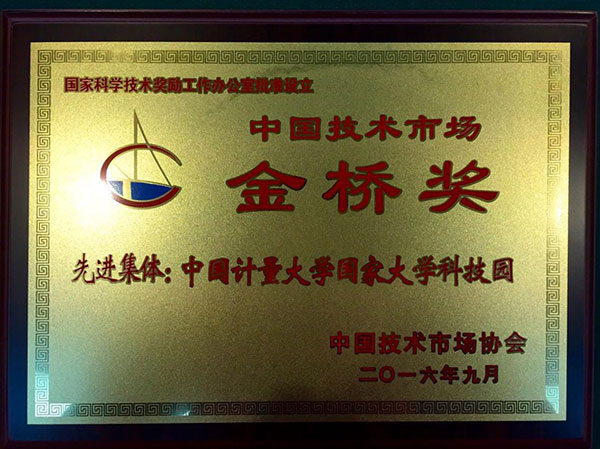 国家科学技术奖励工作办公室批准设立
中国技术市场
金桥奖
先进集体：中国计量大学国家大学科技园
中国技术市场协会
二〇一六年九月